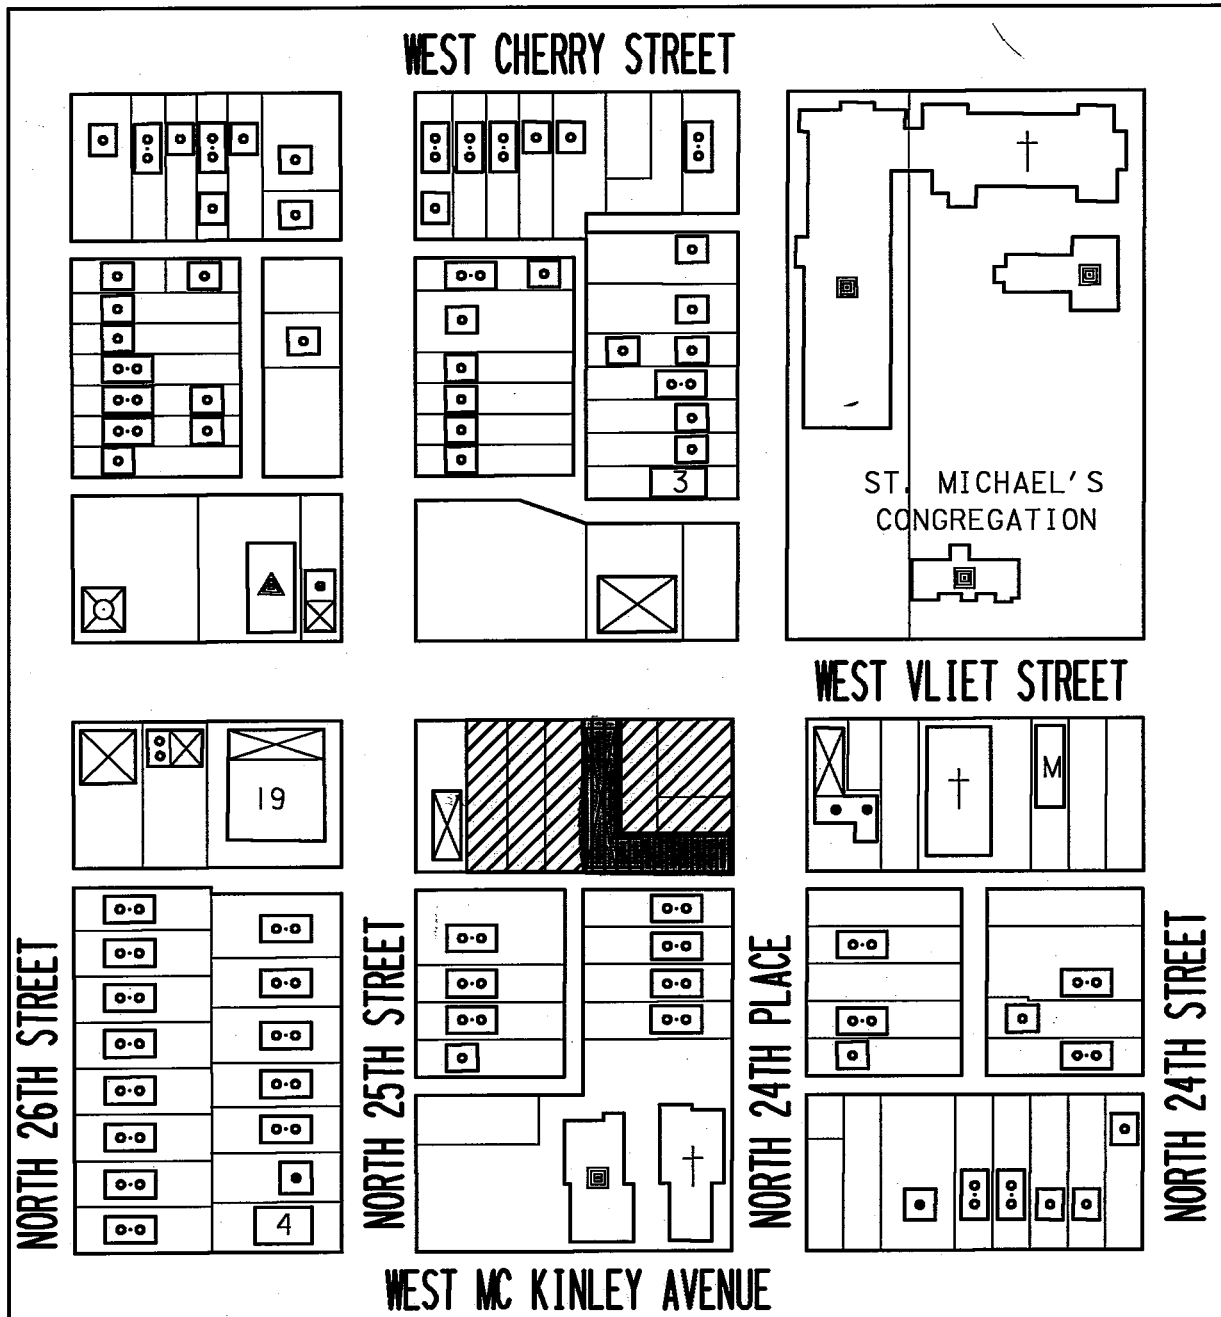 WEST CHERRY STREET
3
ST. MICHAEL'S
CONGREGATION
WEST VLIET STREET
19
M
NORTH 26TH STREET
NORTH 25TH STREET
NORTH 24TH PLACE
NORTH 24TH STREET
4
WEST MC KINLEY AVENUE